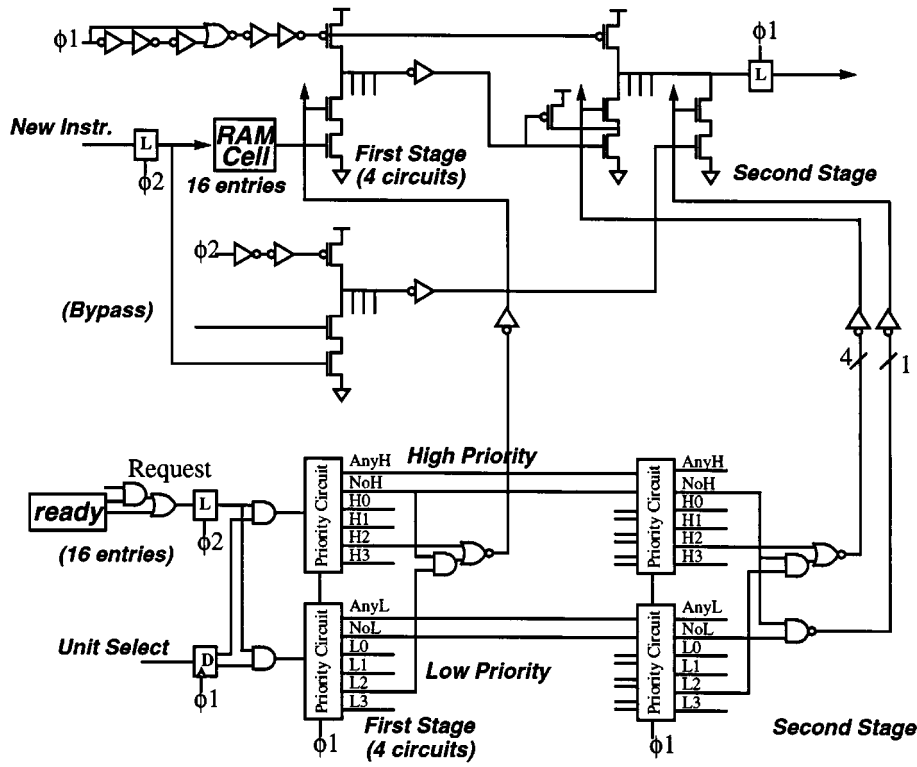 ϕ1
ϕ1
L
New Instr.
L
ϕ2
RAM
Cell
16 entries
First Stage
(4 circuits)
Second Stage
ϕ2
(Bypass)
4
1
Request
ready
(16 entries)
L
ϕ2
High Priority
Priority Circuit
AnyH
NoH
H0
H1
H2
H3
Priority Circuit
AnyH
NoH
H0
H1
H2
H3
Unit Select
D
ϕ1
Low Priority
Priority Circuit
AnyL
NoL
L0
L1
L2
L3
Priority Circuit
AnyL
NoL
L0
L1
L2
L3
ϕ1
First Stage
(4 circuits)
ϕ1
Second Stage